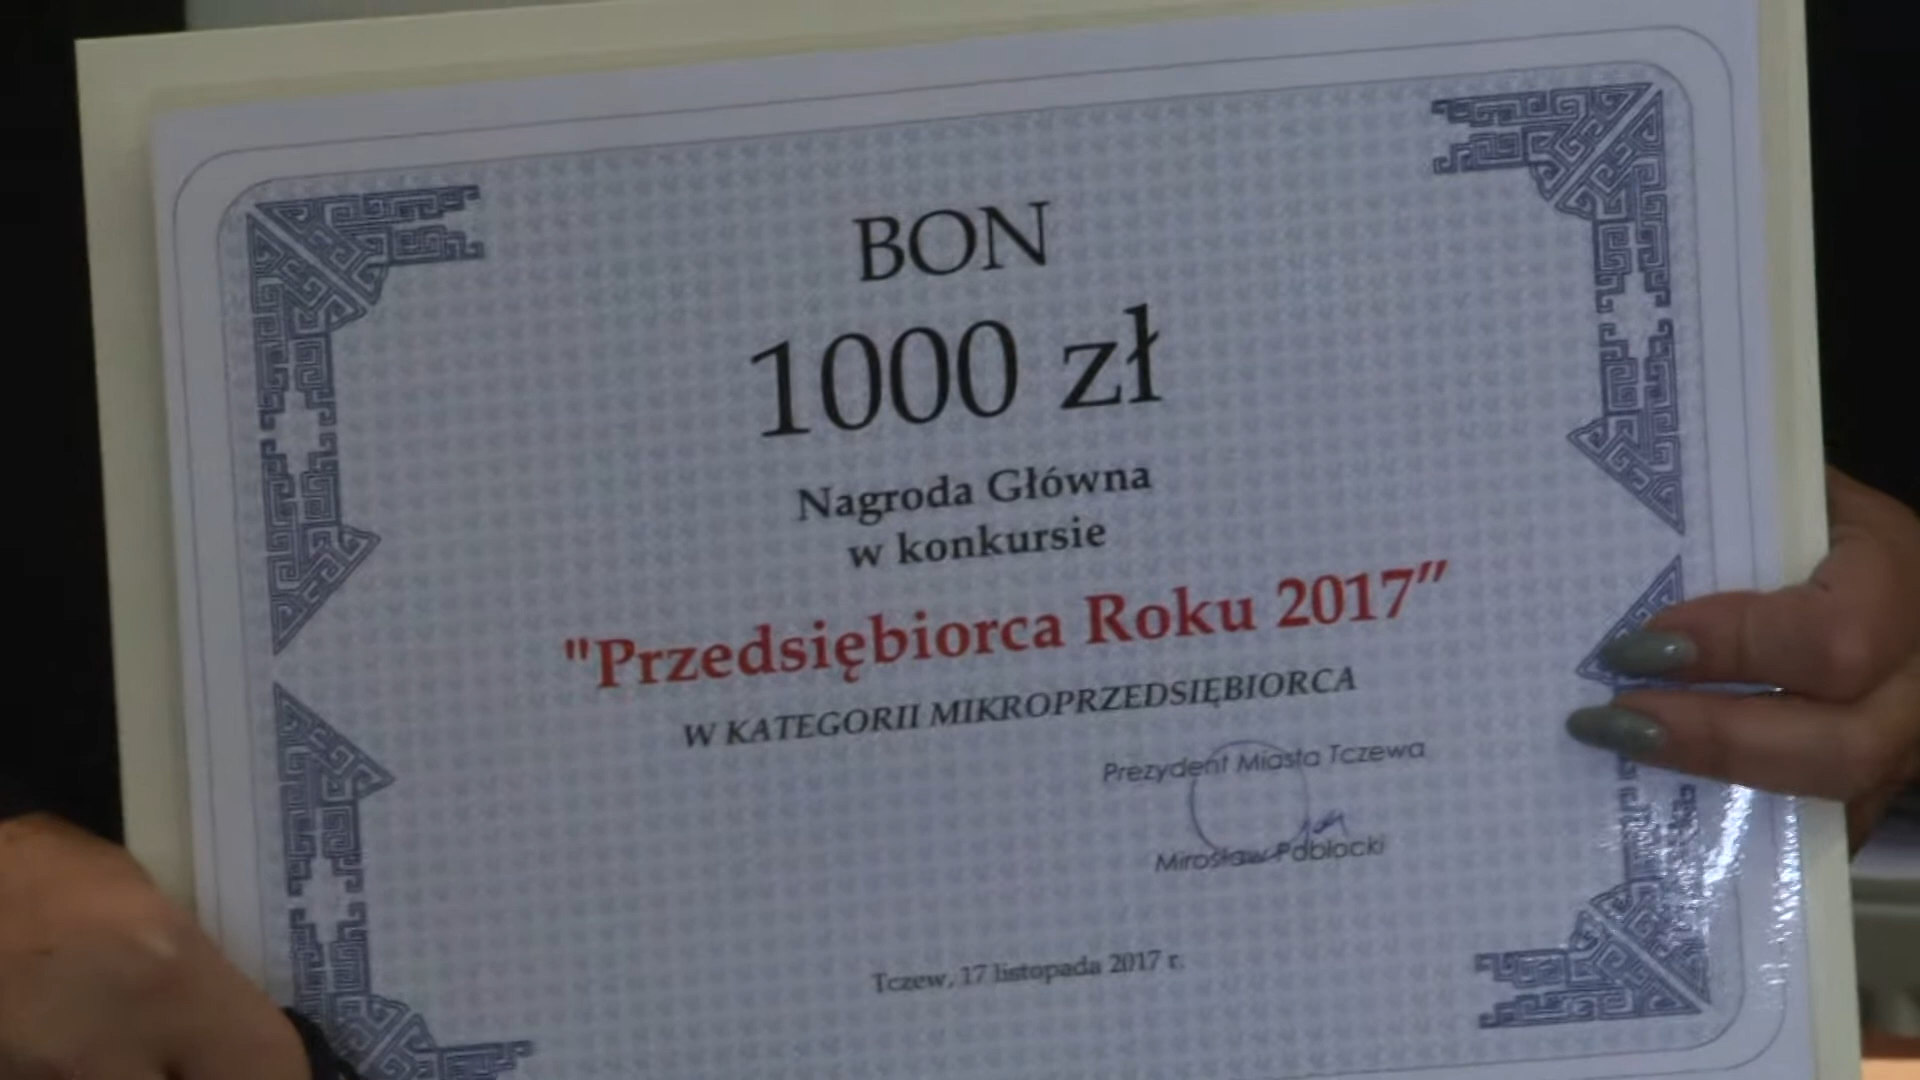 BON
1000 zł
Nagroda Główna
w konkursie
"Przedsiębiorca Roku 2017"
W KATEGORII MIKROPRZEDSIĘBIORCA
Prezydent Miasta Tczewa
Mirosław Pobłocki
Tczew, 17 listopada 2017 r.